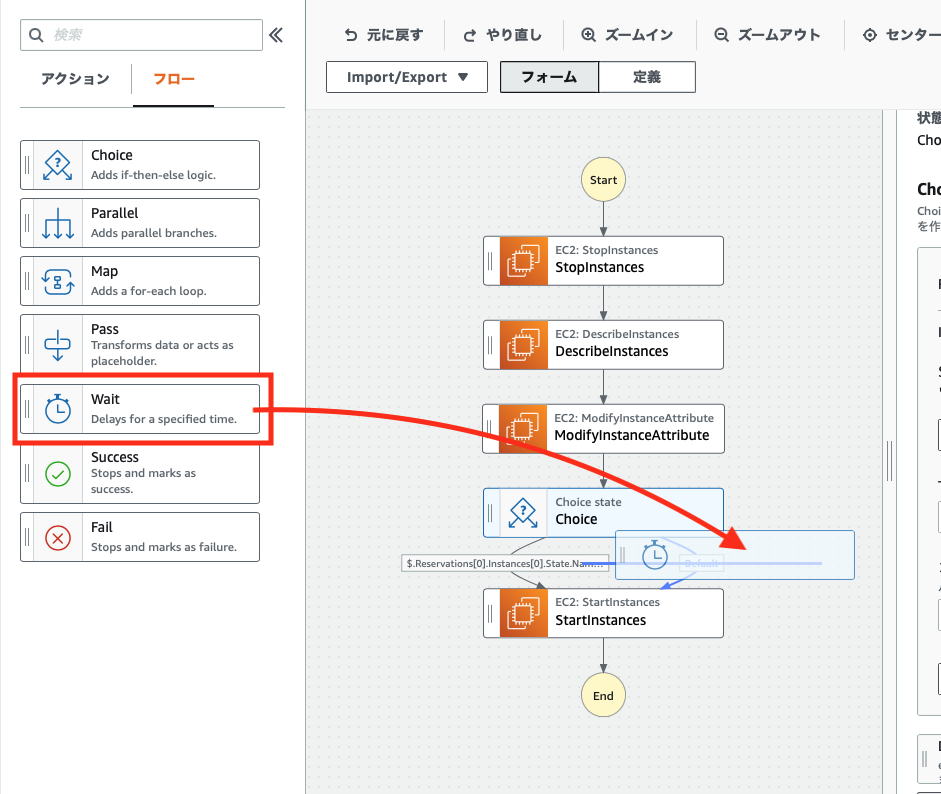 検索
アクション
フロー
Choice
Adds if-then-else logic.
Parallel
Adds parallel branches.
Map
Adds a for-each loop.
Pass
Transforms data or acts as
placeholder.
Wait
Delays for a specified time.
Success
Stops and marks as
success.
Fail
Stops and marks as failure.
元に戻す
やり直し
ズームイン
ズームアウト
センター
Import/Export
フォーム
定義
Start
EC2: StopInstances
StopInstances
EC2: DescribeInstances
DescribeInstances
EC2: ModifyInstanceAttribute
ModifyInstanceAttribute
Choice state
Choice
$.Reservations[0].Instances[0].State.Nam...
Default
EC2: StartInstances
StartInstances
End
状態
Cho
Cho
Choi
を作